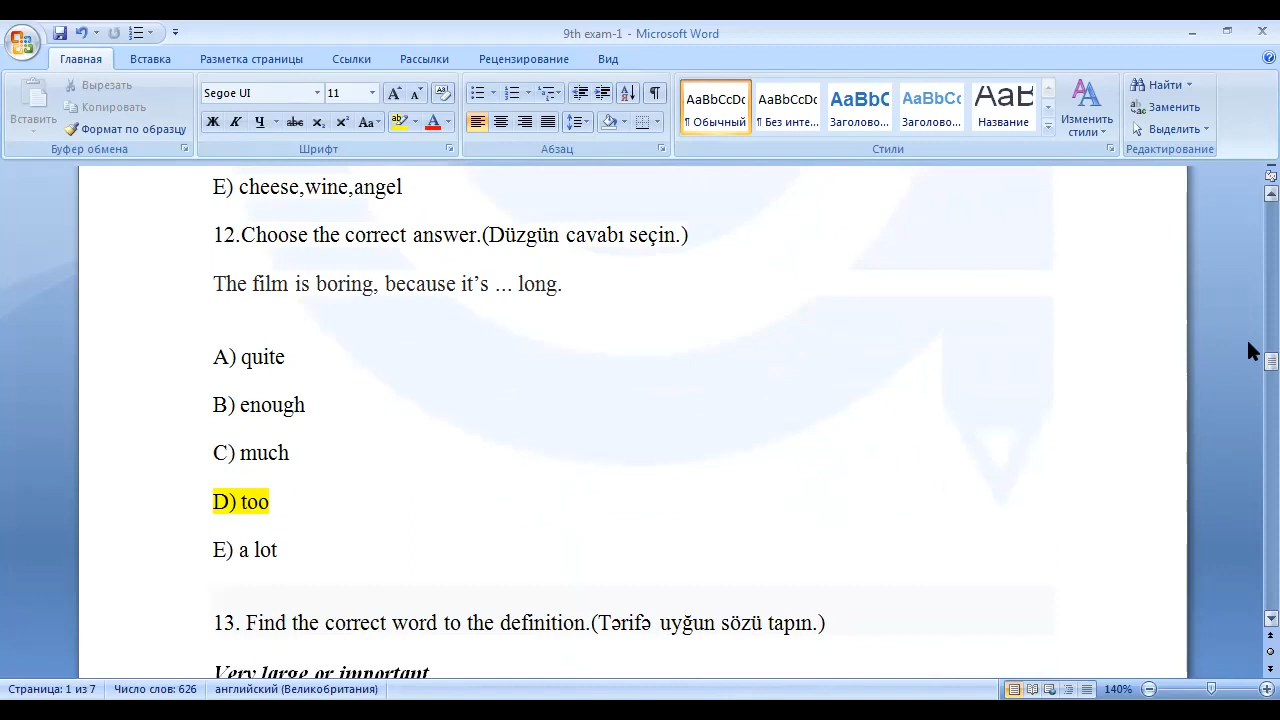 9th exam-1 - Microsoft Word
Главная Вставка Разметка страницы Ссылки Рассылки Рецензирование Вид
Вставить
Вырезать
Копировать
Формат по образцу
Буфер обмена
Segoe UI 11
Ж К Ч abc x₂ x² Aa
Шрифт
Абзац
AaBbCcDc AaBbCcDc AaBbC AaBbCc AaB
¶ Обычный ¶ Без инте... Заголово... Заголово... Название
Изменить стили
Стили
Найти
Заменить
Выделить
Редактирование
E) cheese,wine,angel
12.Choose the correct answer.(Düzgün cavabı seçin.)
The film is boring, because it’s ... long.
A) quite
B) enough
C) much
D) too
E) a lot
13. Find the correct word to the definition.(Tərifə uyğun sözü tapın.)
Very large or important
Страница: 1 из 7 Число слов: 626 английский (Великобритания) 140%